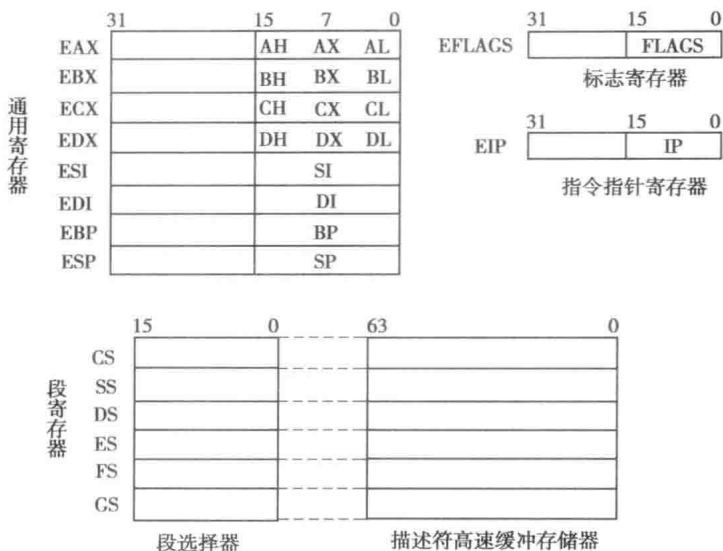 31 15 7 0
EAX AH AX AL
EBX BH BX BL
ECX CH CX CL
EDX DH DX DL
ESI SI
EDI DI
EBP BP
ESP SP
通用寄存器
31 15 0
EFLAGS FLAGS
标志寄存器
31 15 0
EIP IP
指令指针寄存器
15 0 63 0
CS
SS
DS
ES
FS
GS
段寄存器
段选择器 描述符高速缓冲存储器